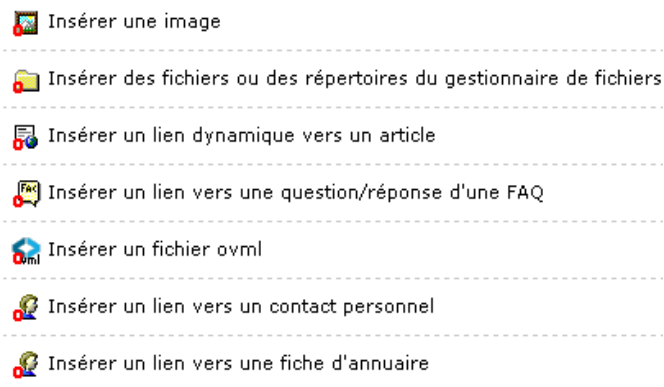 Insérer une image
Insérer des fichiers ou des répertoires du gestionnaire de fichiers
Insérer un lien dynamique vers un article
FAQ Insérer un lien vers une question/réponse d'une FAQ
ovml Insérer un fichier ovml
Insérer un lien vers un contact personnel
Insérer un lien vers une fiche d'annuaire